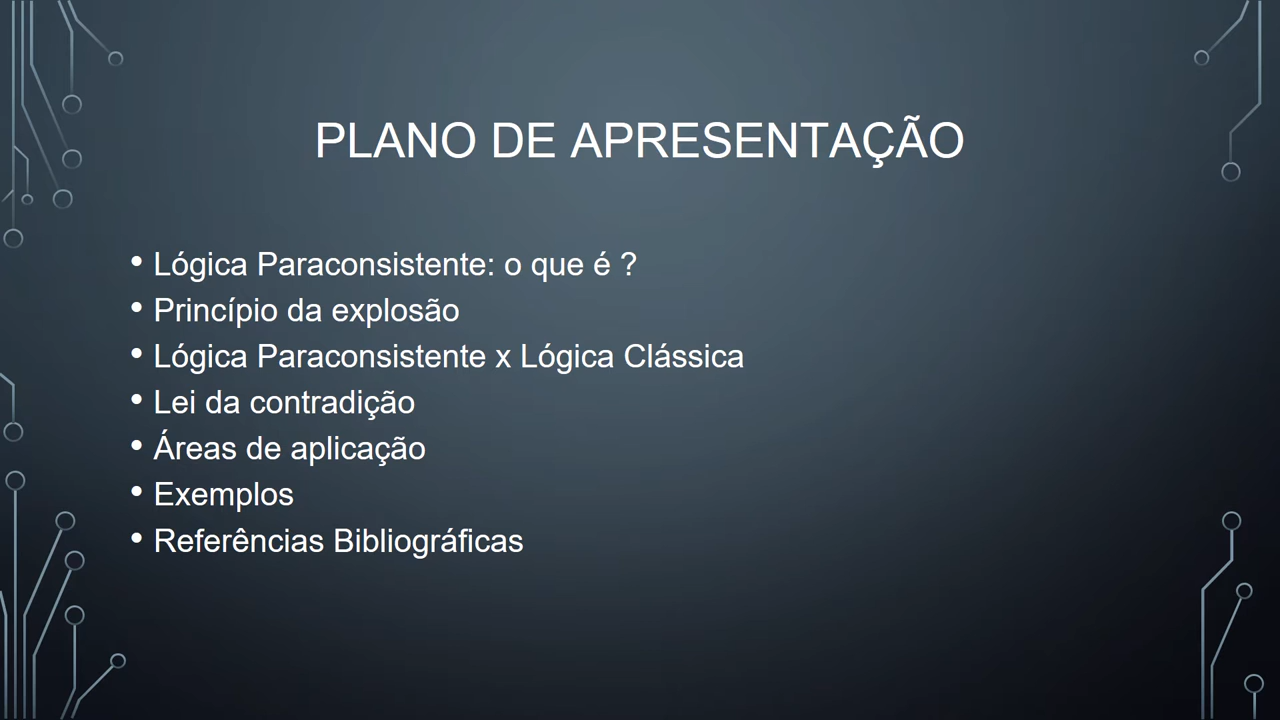 PLANO DE APRESENTAÇÃO
• Lógica Paraconsistente: o que é ?
• Princípio da explosão
• Lógica Paraconsistente x Lógica Clássica
• Lei da contradição
• Áreas de aplicação
• Exemplos
• Referências Bibliográficas